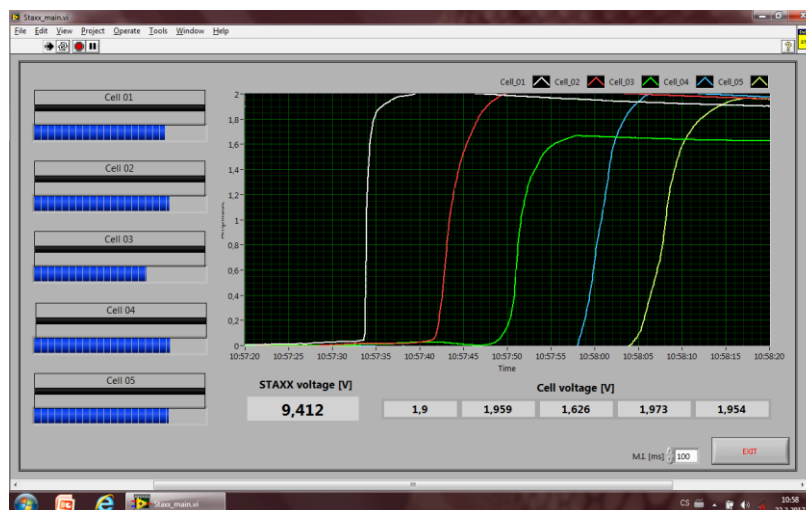 Staxx_main.vi
File Edit View Project Operate Tools Window Help
Cell_01 Cell_02 Cell_03 Cell_04 Cell_05
Cell 01
Cell 02
Cell 03
Cell 04
Cell 05
2
1,8
1,6
1,4
1,2
1
0,8
0,6
0,4
0,2
0
10:57:20 10:57:25 10:57:30 10:57:35 10:57:40 10:57:45 10:57:50 10:57:55 10:58:00 10:58:05 10:58:10 10:58:15 10:58:20
Time
STAXX voltage [V]
9,412
Cell voltage [V]
1,9 1,959 1,626 1,973 1,954
M.I. [ms] 100
EXIT
Staxx_main.vi
CS
10:58